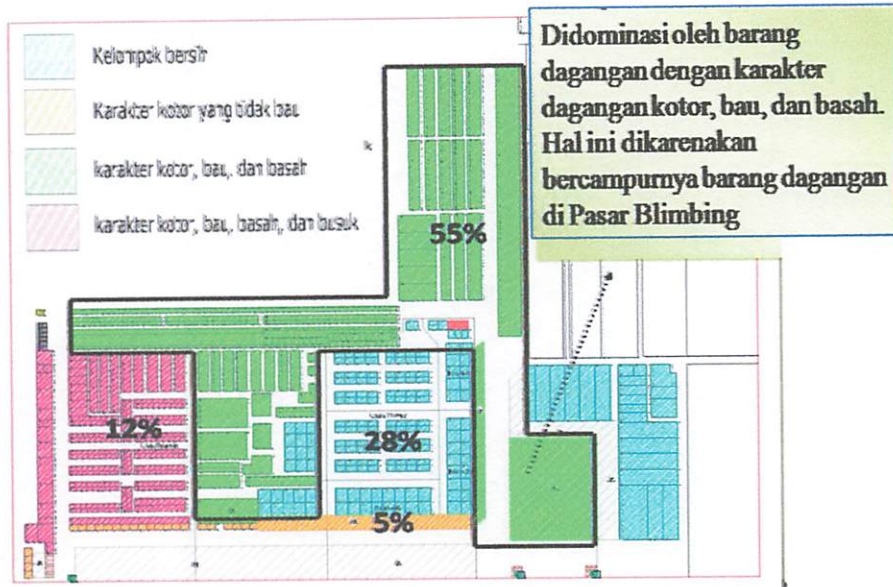 Kelompok bersih
Karakter kotor yang tidak bau
karakter kotor, bau, dan basah
karakter kotor, bau, basah, dan busuk
Didominasi oleh barang
dagangan dengan karakter
dagangan kotor, bau, dan basah.
Hal ini dikarenakan
bercampurnya barang dagangan
di Pasar Blimbing
55%
12%
28%
5%